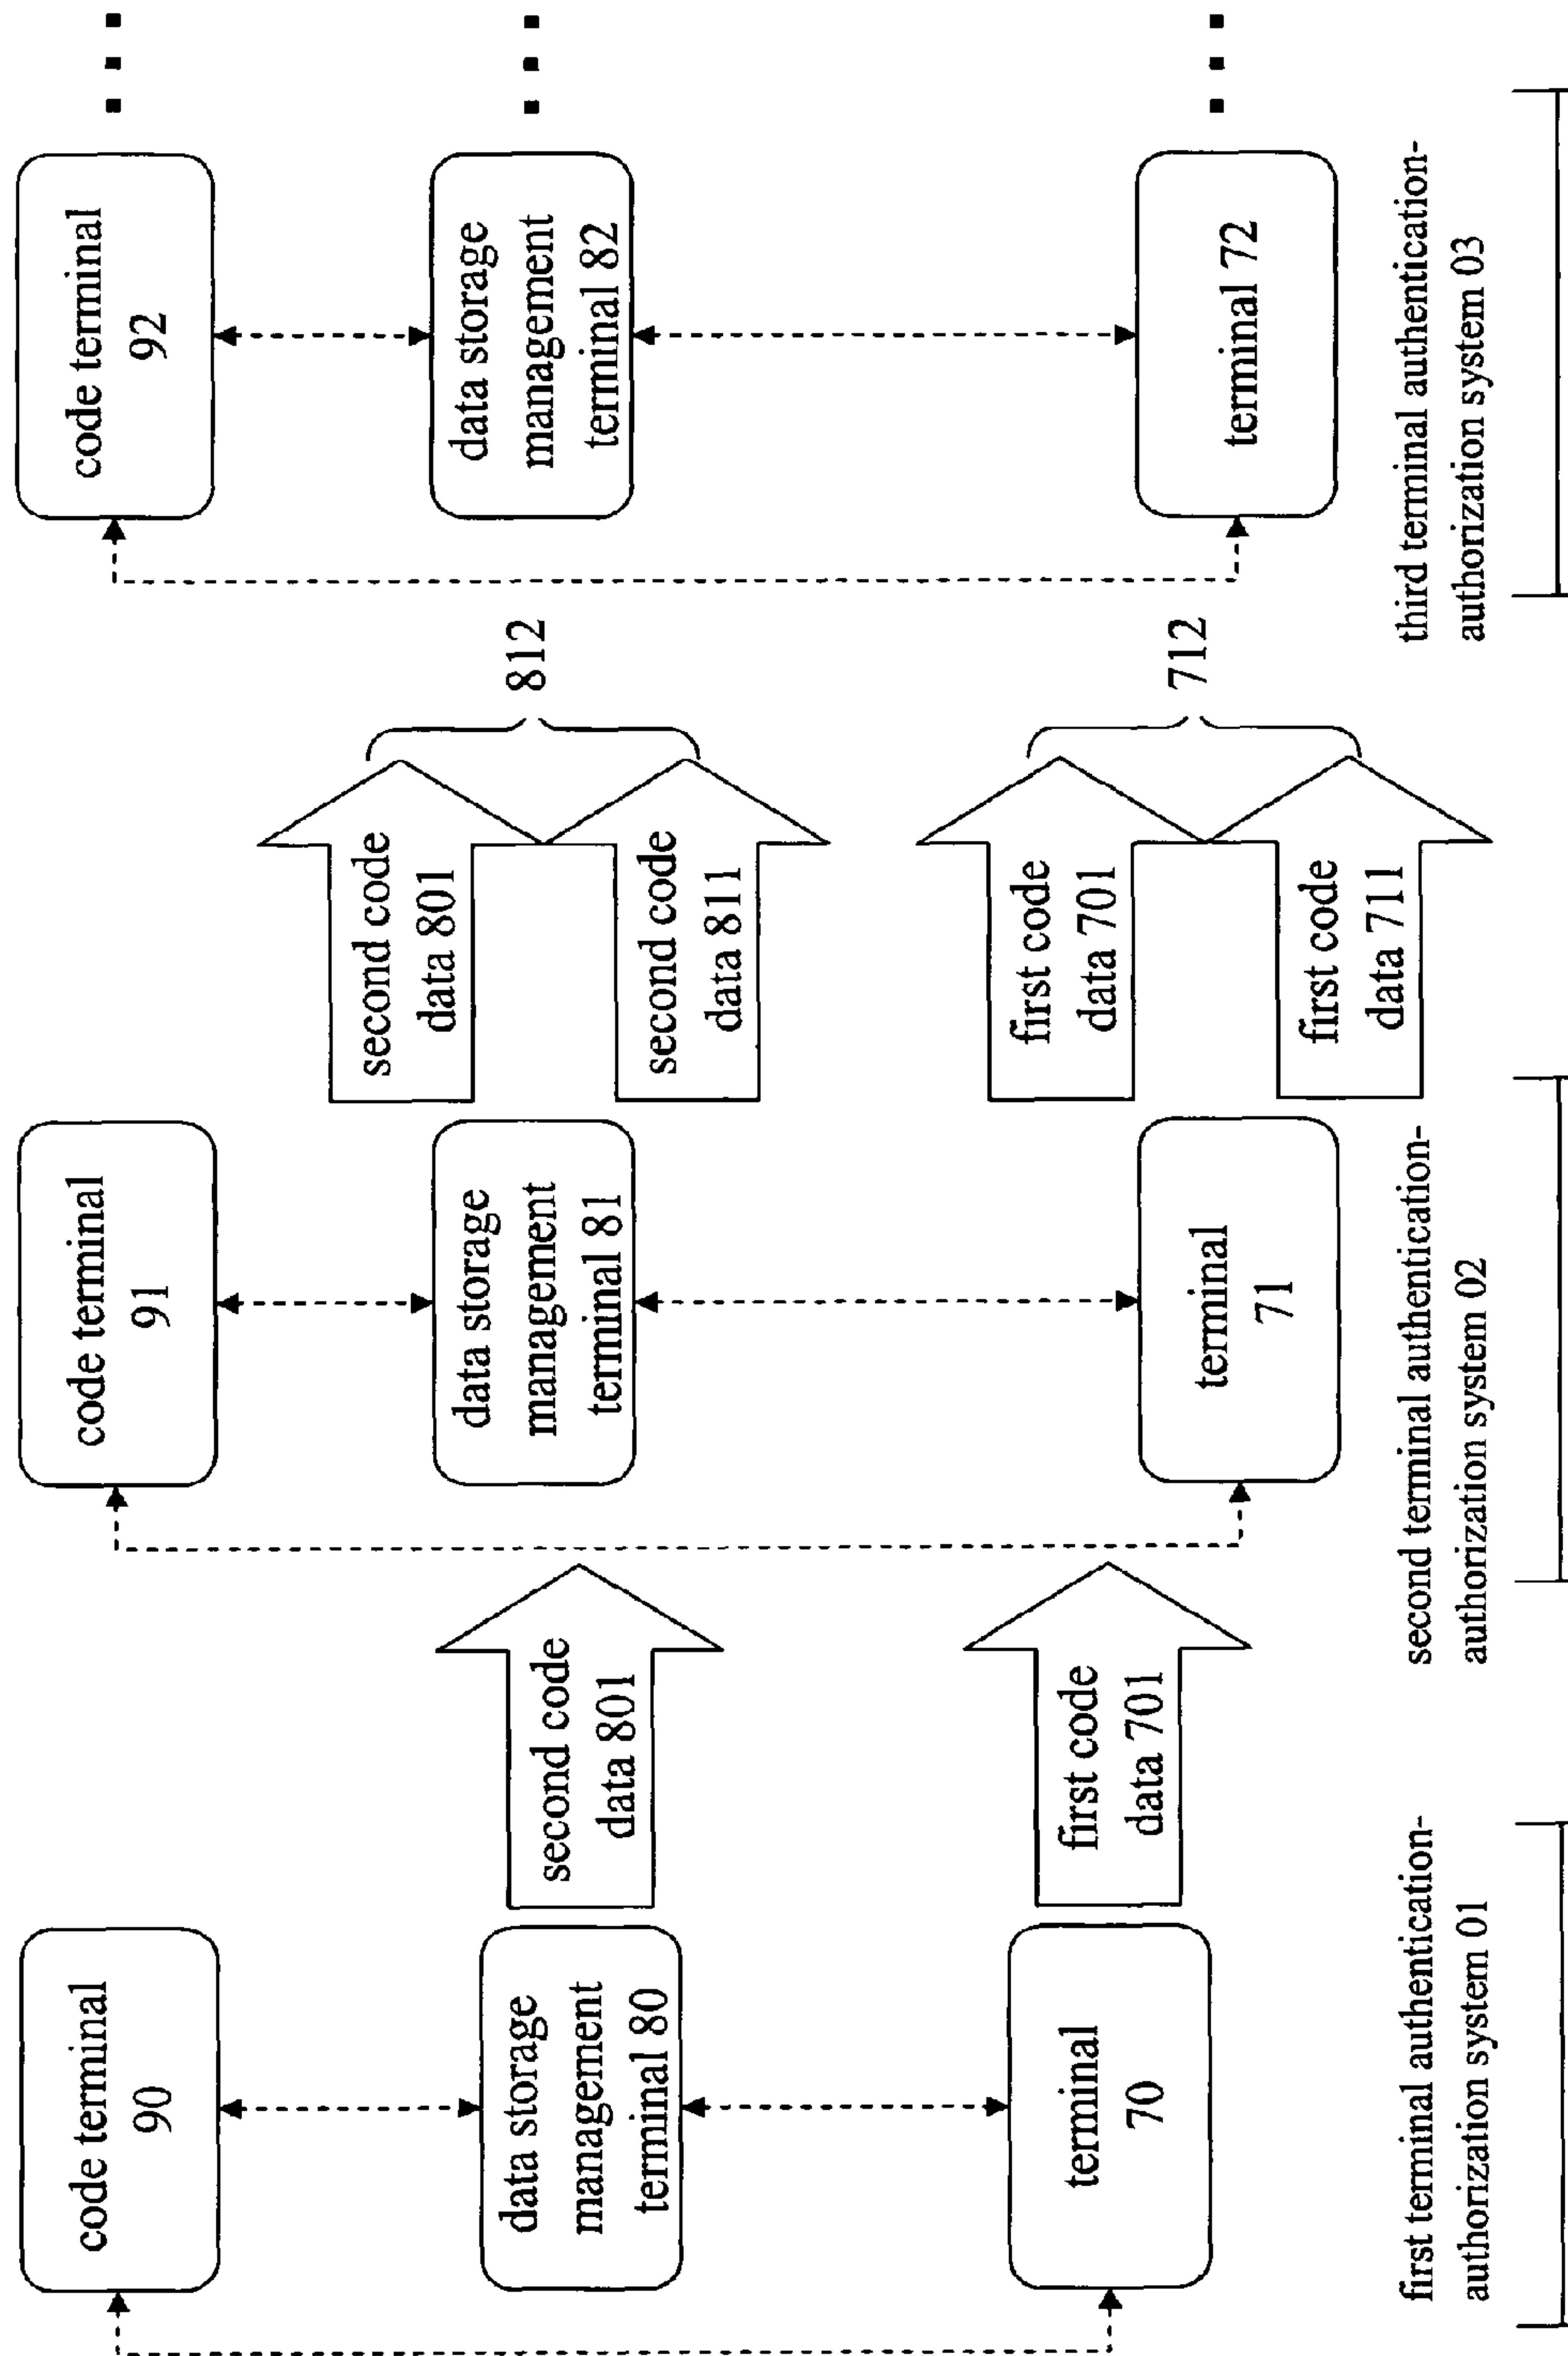 code terminal
90
data storage
management
terminal 80
terminal
70
first terminal authentication-
authorization system 01
second code
data 801
first code
data 701
code terminal
91
data storage
management
terminal 81
terminal
71
second terminal authentication-
authorization system 02
second code
data 801
second code
data 811
812
first code
data 701
first code
data 711
712
code terminal
92
data storage
management
terminal 82
terminal 72
third terminal authentication-
authorization system 03